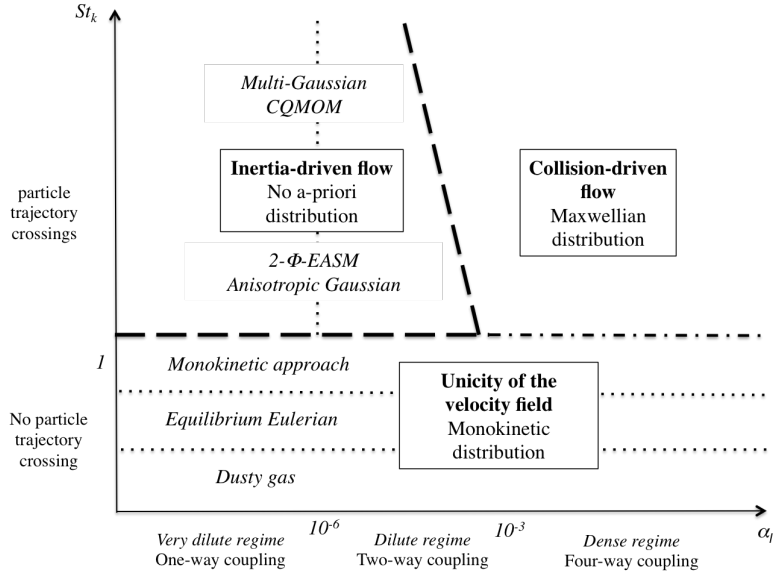 St_k
Multi-Gaussian
CQMOM
Inertia-driven flow
No a-priori
distribution
Collision-driven
flow
Maxwellian
distribution
particle
trajectory
crossings
2-Φ-EASM
Anisotropic Gaussian
1
Monokinetic approach
Unicity of the
velocity field
Monokinetic
distribution
No particle
trajectory
crossing
Equilibrium Eulerian
Dusty gas
10^-6
10^-3
α_l
Very dilute regime
One-way coupling
Dilute regime
Two-way coupling
Dense regime
Four-way coupling